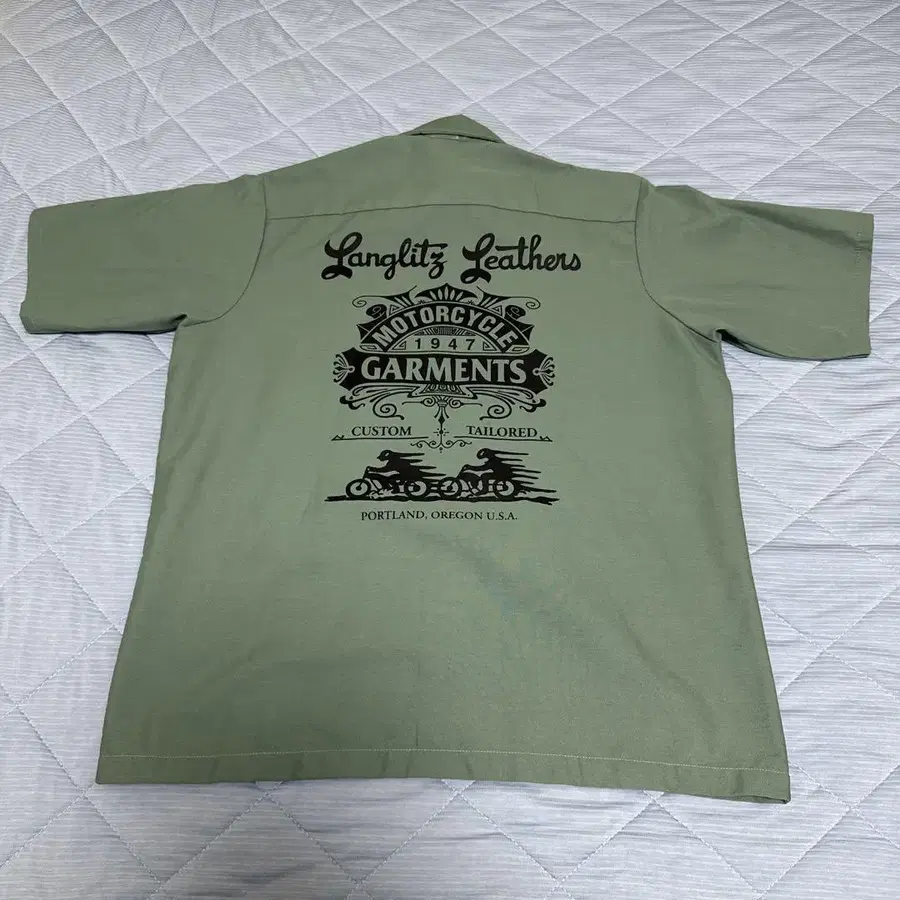 Langlitz Leathers
MOTORCYCLE
1947
GARMENTS
CUSTOM TAILORED
PORTLAND, OREGON U.S.A.